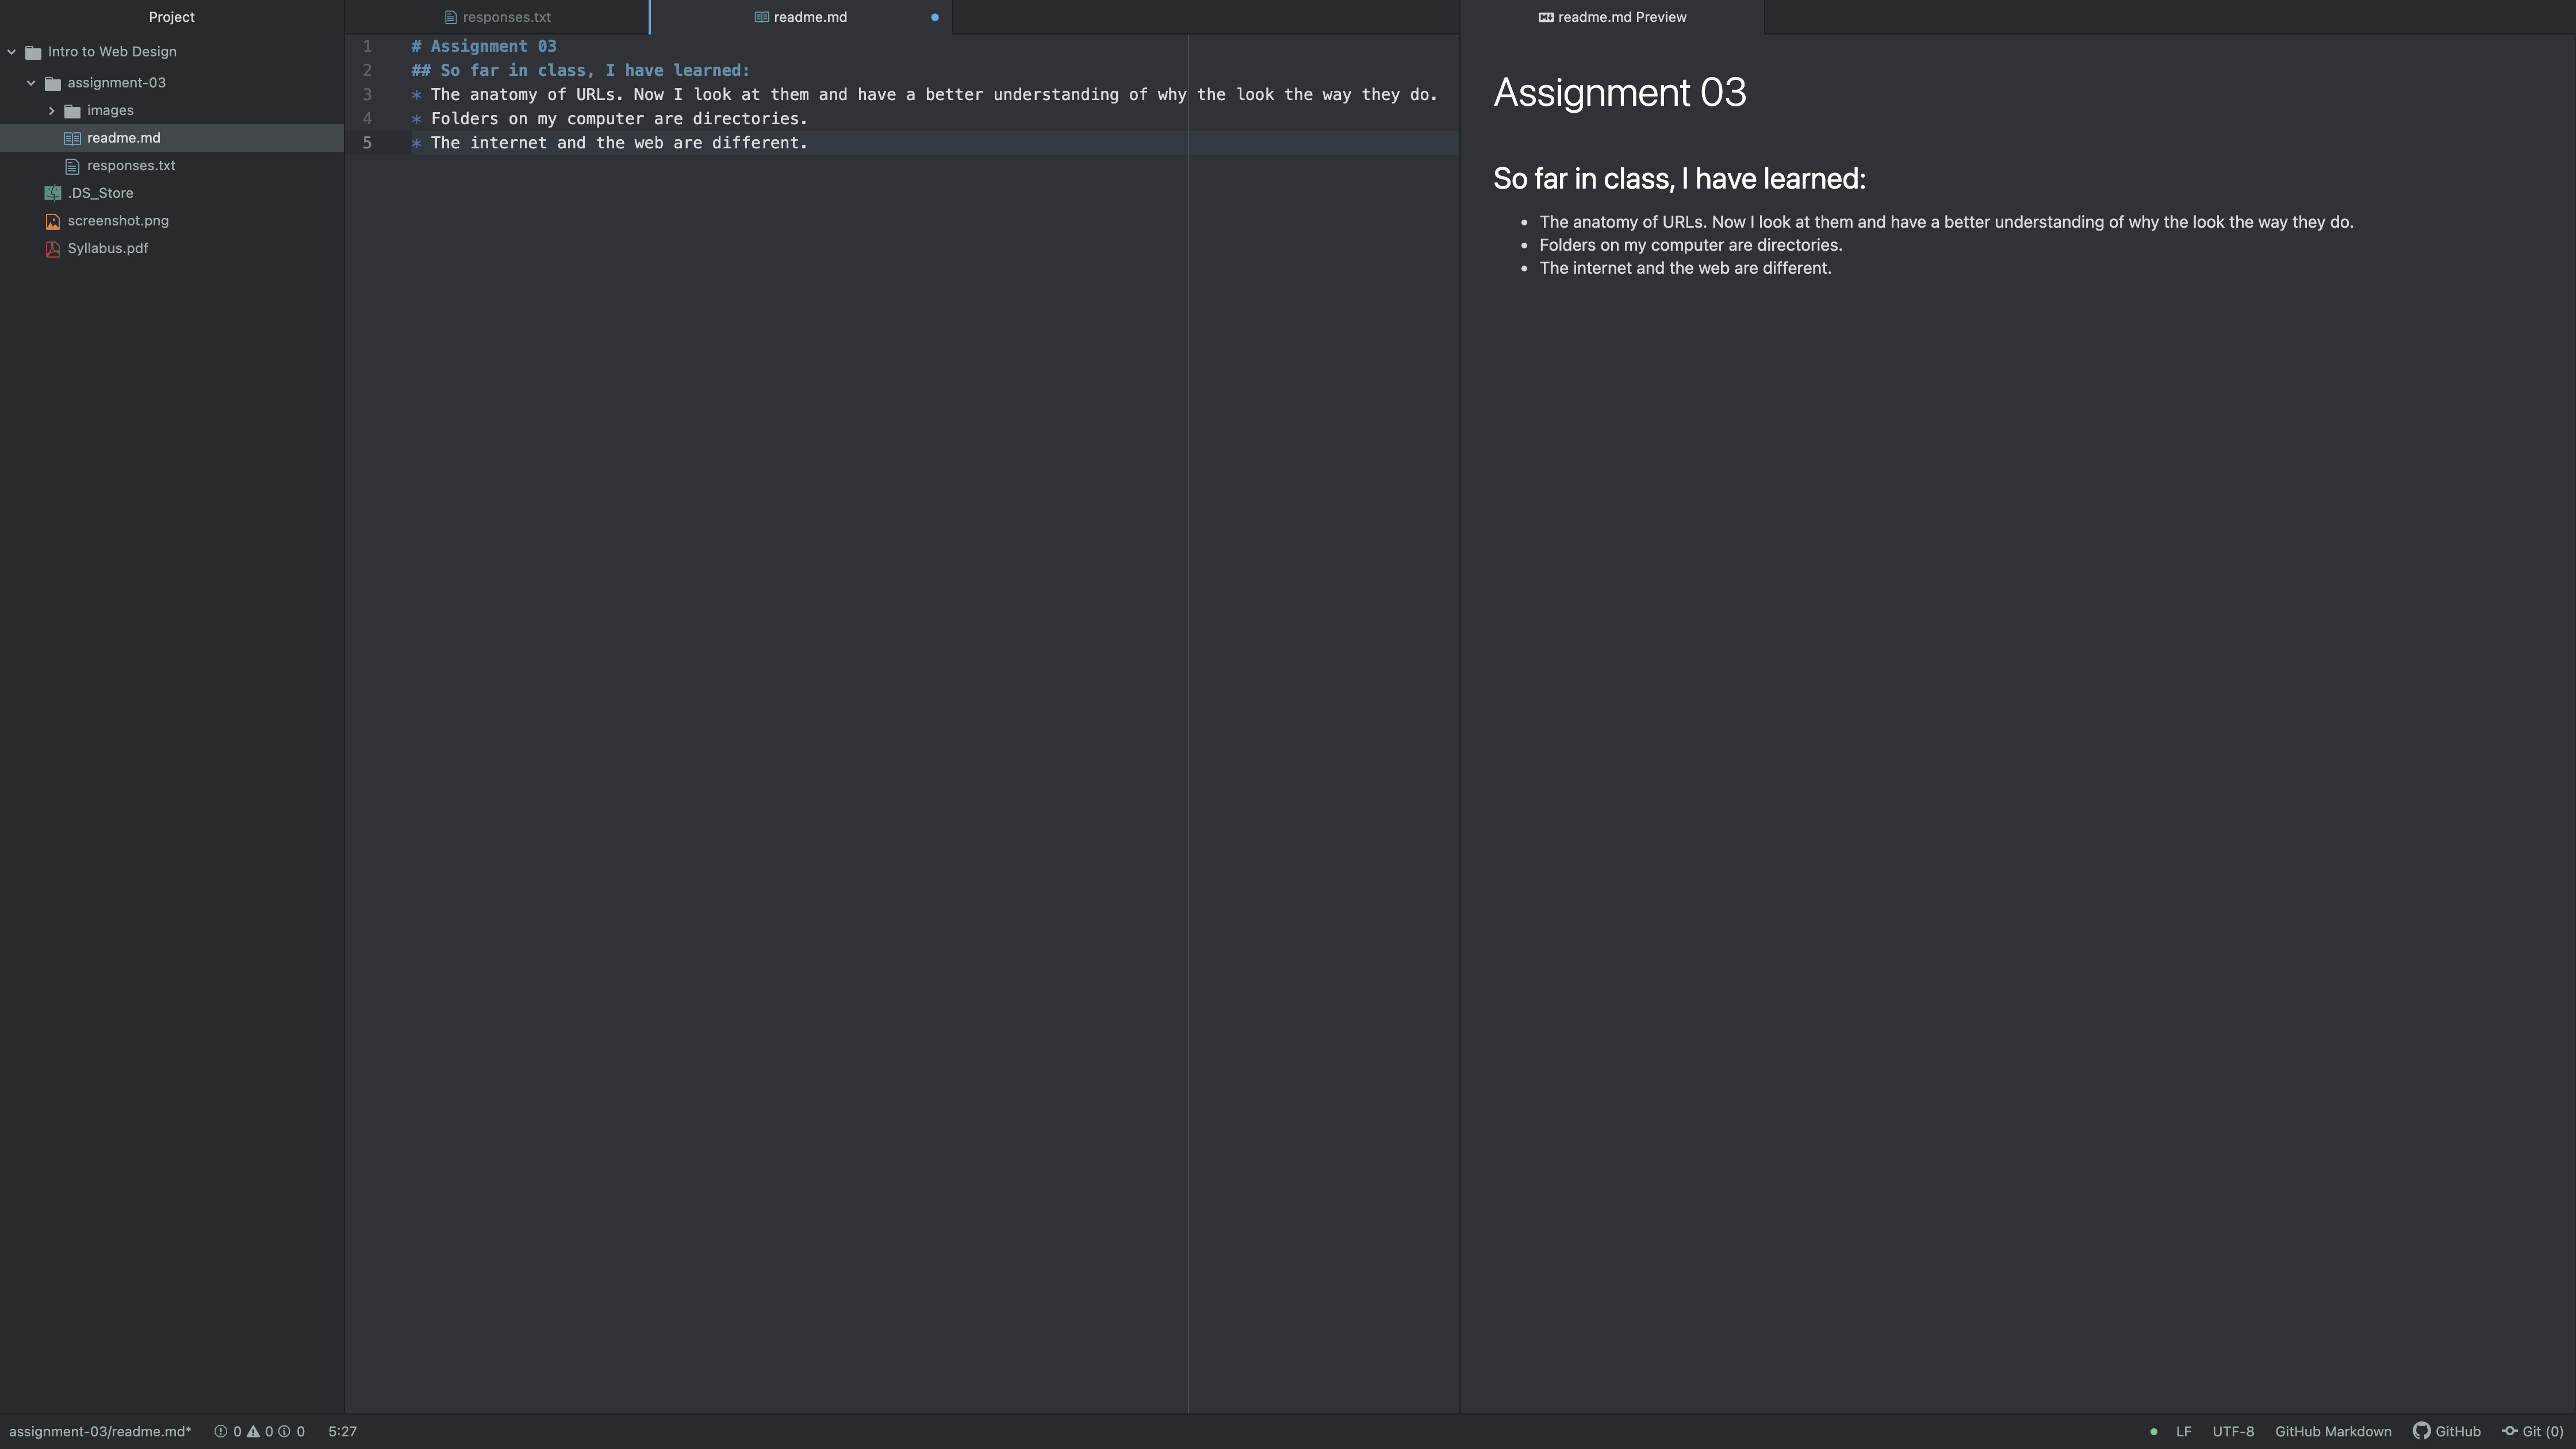 Project
Intro to Web Design
assignment-03
images
readme.md
responses.txt
.DS_Store
screenshot.png
Syllabus.pdf
responses.txt
readme.md
1 # Assignment 03
2 ## So far in class, I have learned:
3 * The anatomy of URLs. Now I look at them and have a better understanding of why the look the way they do.
4 * Folders on my computer are directories.
5 * The internet and the web are different.
readme.md Preview
Assignment 03
So far in class, I have learned:
• The anatomy of URLs. Now I look at them and have a better understanding of why the look the way they do.
• Folders on my computer are directories.
• The internet and the web are different.
assignment-03/readme.md* 0 0 0 5:27 LF UTF-8 GitHub Markdown GitHub Git (0)